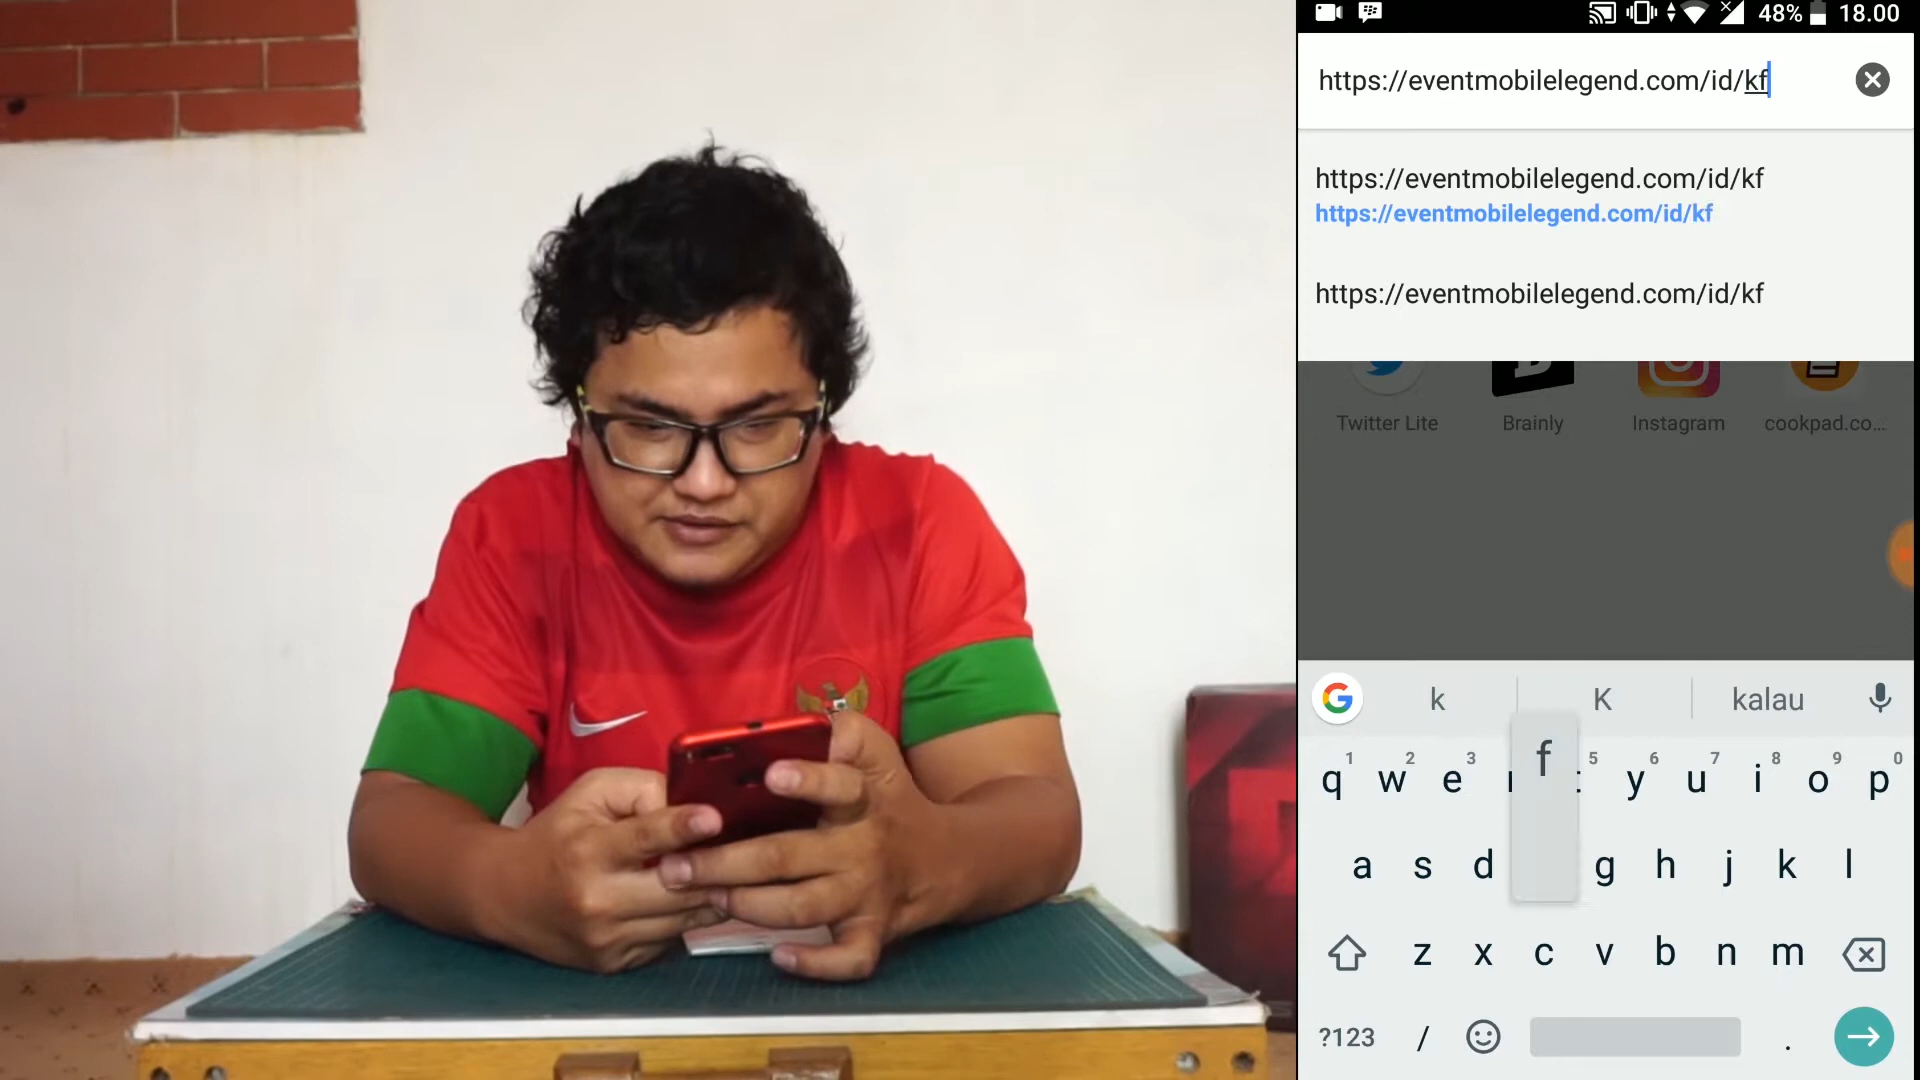 48% 18.00
https://eventmobilelegend.com/id/kf
https://eventmobilelegend.com/id/kf
https://eventmobilelegend.com/id/kf
https://eventmobilelegend.com/id/kf
Twitter Lite Brainly Instagram cookpad.co...
k K kalau
1 2 3 5 6 7 8 9 0
q w e f y u i o p
a s d g h j k l
z x c v b n m
?123 / .